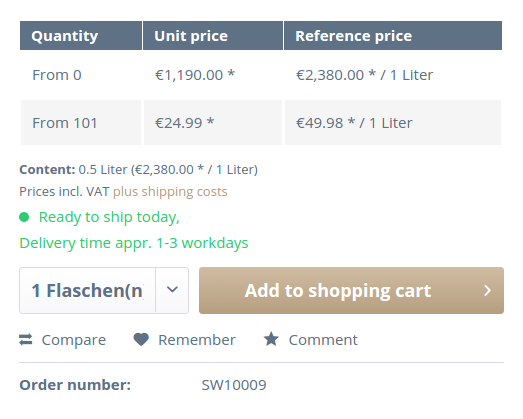 Quantity Unit price Reference price
From 0 €1,190.00 * €2,380.00 * / 1 Liter
From 101 €24.99 * €49.98 * / 1 Liter
Content: 0.5 Liter (€2,380.00 * / 1 Liter)
Prices incl. VAT plus shipping costs
Ready to ship today,
Delivery time appr. 1-3 workdays
1 Flaschen(n Add to shopping cart
Compare Remember Comment
Order number: SW10009